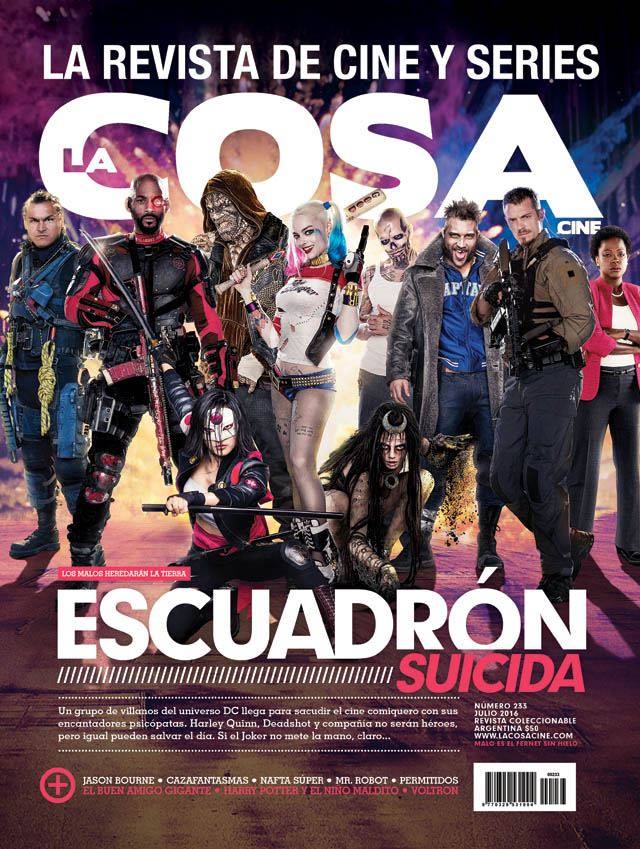 LA REVISTA DE CINE Y SERIES
LA COSA
CINE
CAPTAI
LOS MALOS HEREDARÁN LA TIERRA
ESCUADRÓN
SUICIDA
Un grupo de villanos del universo DC llega para sacudir el cine comiquero con sus
encantadores psicópatas. Harley Quinn, Deadshot y compañía no serán héroes,
pero igual pueden salvar el día. Si el Joker no mete la mano, claro...
NÚMERO 233
JULIO 2016
REVISTA COLECCIONABLE
ARGENTINA $50
WWW.LACOSACINE.COM
MALO ES EL FERNET SIN HIELO
JASON BOURNE • CAZAFANTASMAS • NAFTA SÚPER • MR. ROBOT • PERMITIDOS
EL BUEN AMIGO GIGANTE • HARRY POTTER Y EL NIÑO MALDITO • VOLTRON
00233